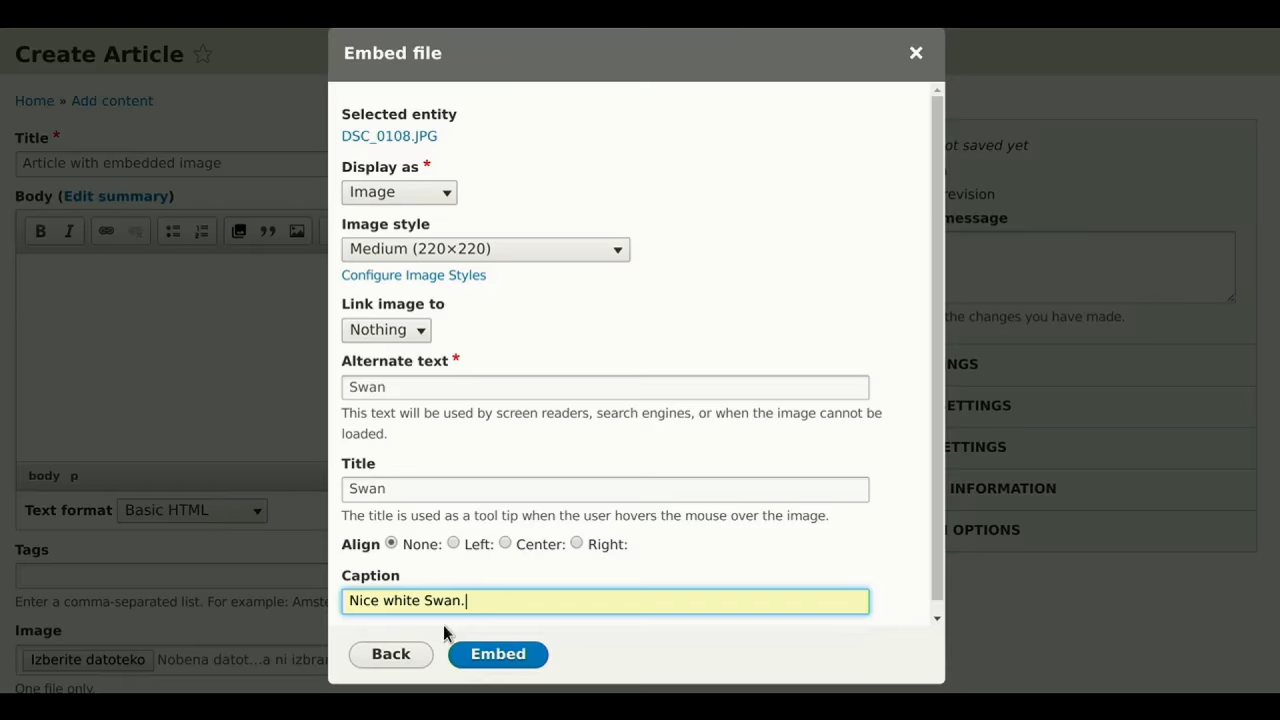 Create Article
Embed file
Home » Add content
Title *
Article with embedded image
Body (Edit summary)
B I
body p
Text format Basic HTML
Tags
Enter a comma-separated list. For example: Amste
Image
Izberite datoteko Nobena datot...a ni izbran
One file only.
Selected entity
DSC_0108.JPG
Display as *
Image
Image style
Medium (220×220)
Configure Image Styles
Link image to
Nothing
Alternate text *
Swan
This text will be used by screen readers, search engines, or when the image cannot be
loaded.
Title
Swan
The title is used as a tool tip when the user hovers the mouse over the image.
Align None: Left: Center: Right:
Caption
Nice white Swan.
Back Embed
ot saved yet
revision
message
the changes you have made.
NGS
ETTINGS
ETTINGS
INFORMATION
OPTIONS